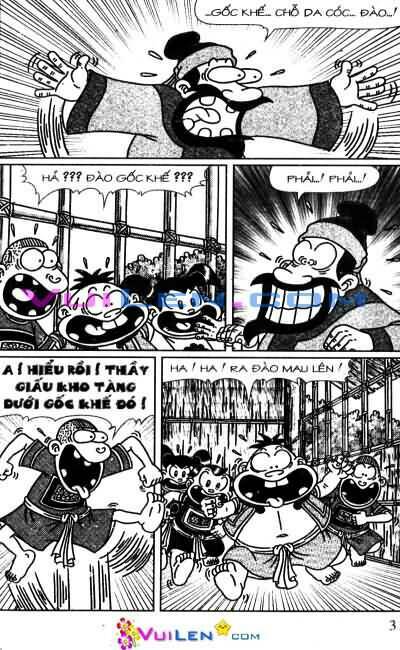 ..GỐC KHẾ... CHỖ DA CÓC... ĐÀO...!
HẢ ??? ĐÀO GỐC KHẾ ???
PHẢI...! PHẢI...!
VUILEN.COM
A! HIỂU RỒI! THẦY
GIẤU KHO TÀNG
DƯỚI GỐC KHẾ ĐÓ!
HA! HA! RA ĐÀO MAU LÊN!
3
VUILEN.COM